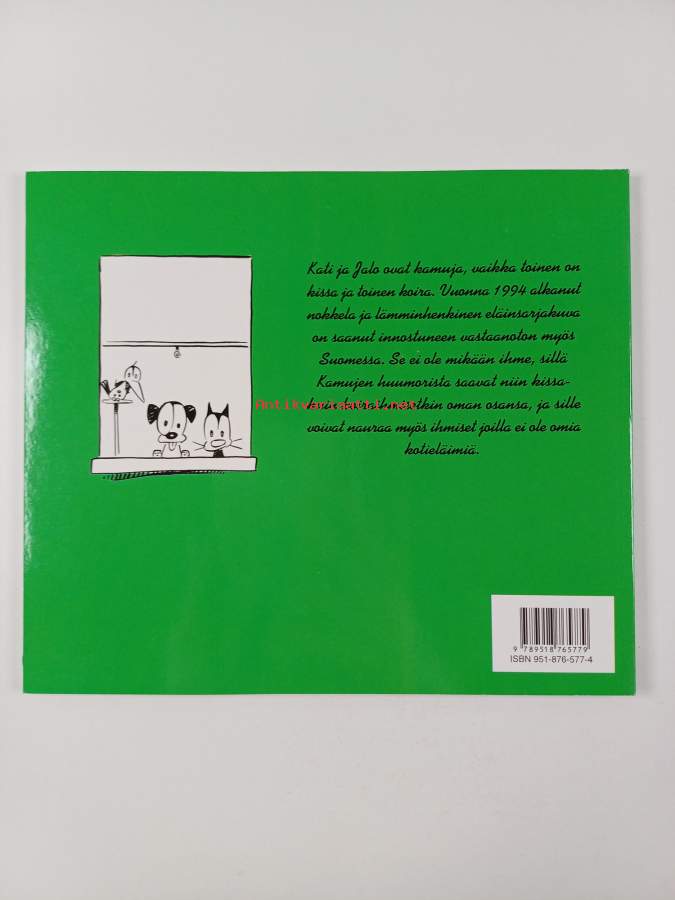 Kati ja Jalo ovat kamuja, vaikka toinen on
kissa ja toinen koira. Vuonna 1994 alkanut
nokkela ja lämminhenkinen eläinsarjakuva
on saanut innostuneen vastaanoton myös
Suomessa. Se ei ole mikään ihme, sillä
Kamujen huumorista saavat niin kissa-
Antikvariaatti.net
oman osansa, ja sille
voivat nauraa myös ihmiset joilla ei ole omia
kotieläimiä.
9 789518 765779
ISBN 951-876-577-4